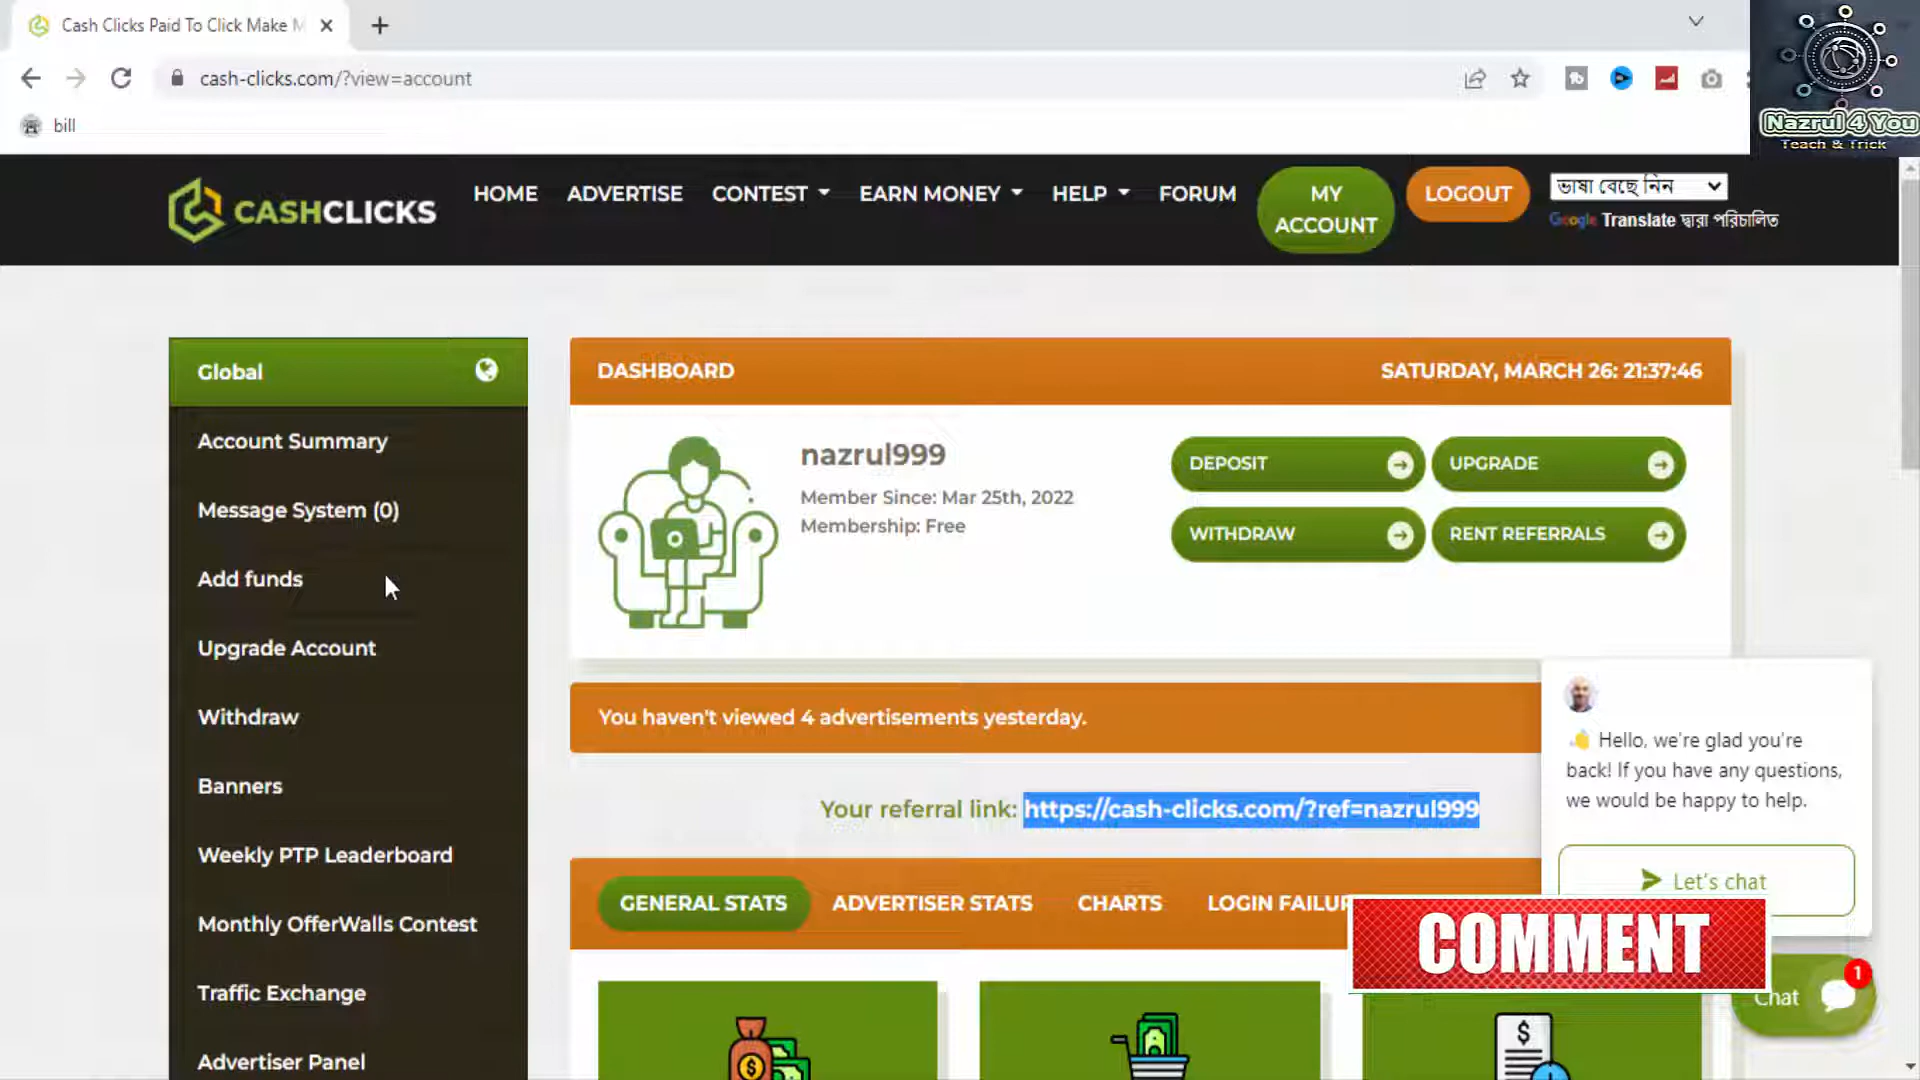 Cash Clicks Paid To Click Make M
cash-clicks.com/?view=account
bill
Nazrul 4 You
Teach & Trick
CASHCLICKS
HOME
ADVERTISE
CONTEST
EARN MONEY
HELP
FORUM
MY
ACCOUNT
LOGOUT
ভাষা বেছে নিন
Google Translate দ্বারা পরিচালিত
Global
Account Summary
Message System (0)
Add funds
Upgrade Account
Withdraw
Banners
Weekly PTP Leaderboard
Monthly OfferWalls Contest
Traffic Exchange
Advertiser Panel
DASHBOARD
SATURDAY, MARCH 26: 21:37:46
nazrul999
Member Since: Mar 25th, 2022
Membership: Free
DEPOSIT
UPGRADE
WITHDRAW
RENT REFERRALS
You haven't viewed 4 advertisements yesterday.
Your referral link: https://cash-clicks.com/?ref=nazrul999
GENERAL STATS
ADVERTISER STATS
CHARTS
LOGIN FAILUR
Hello, we're glad you're
back! If you have any questions,
we would be happy to help.
Let's chat
COMMENT
Chat
1